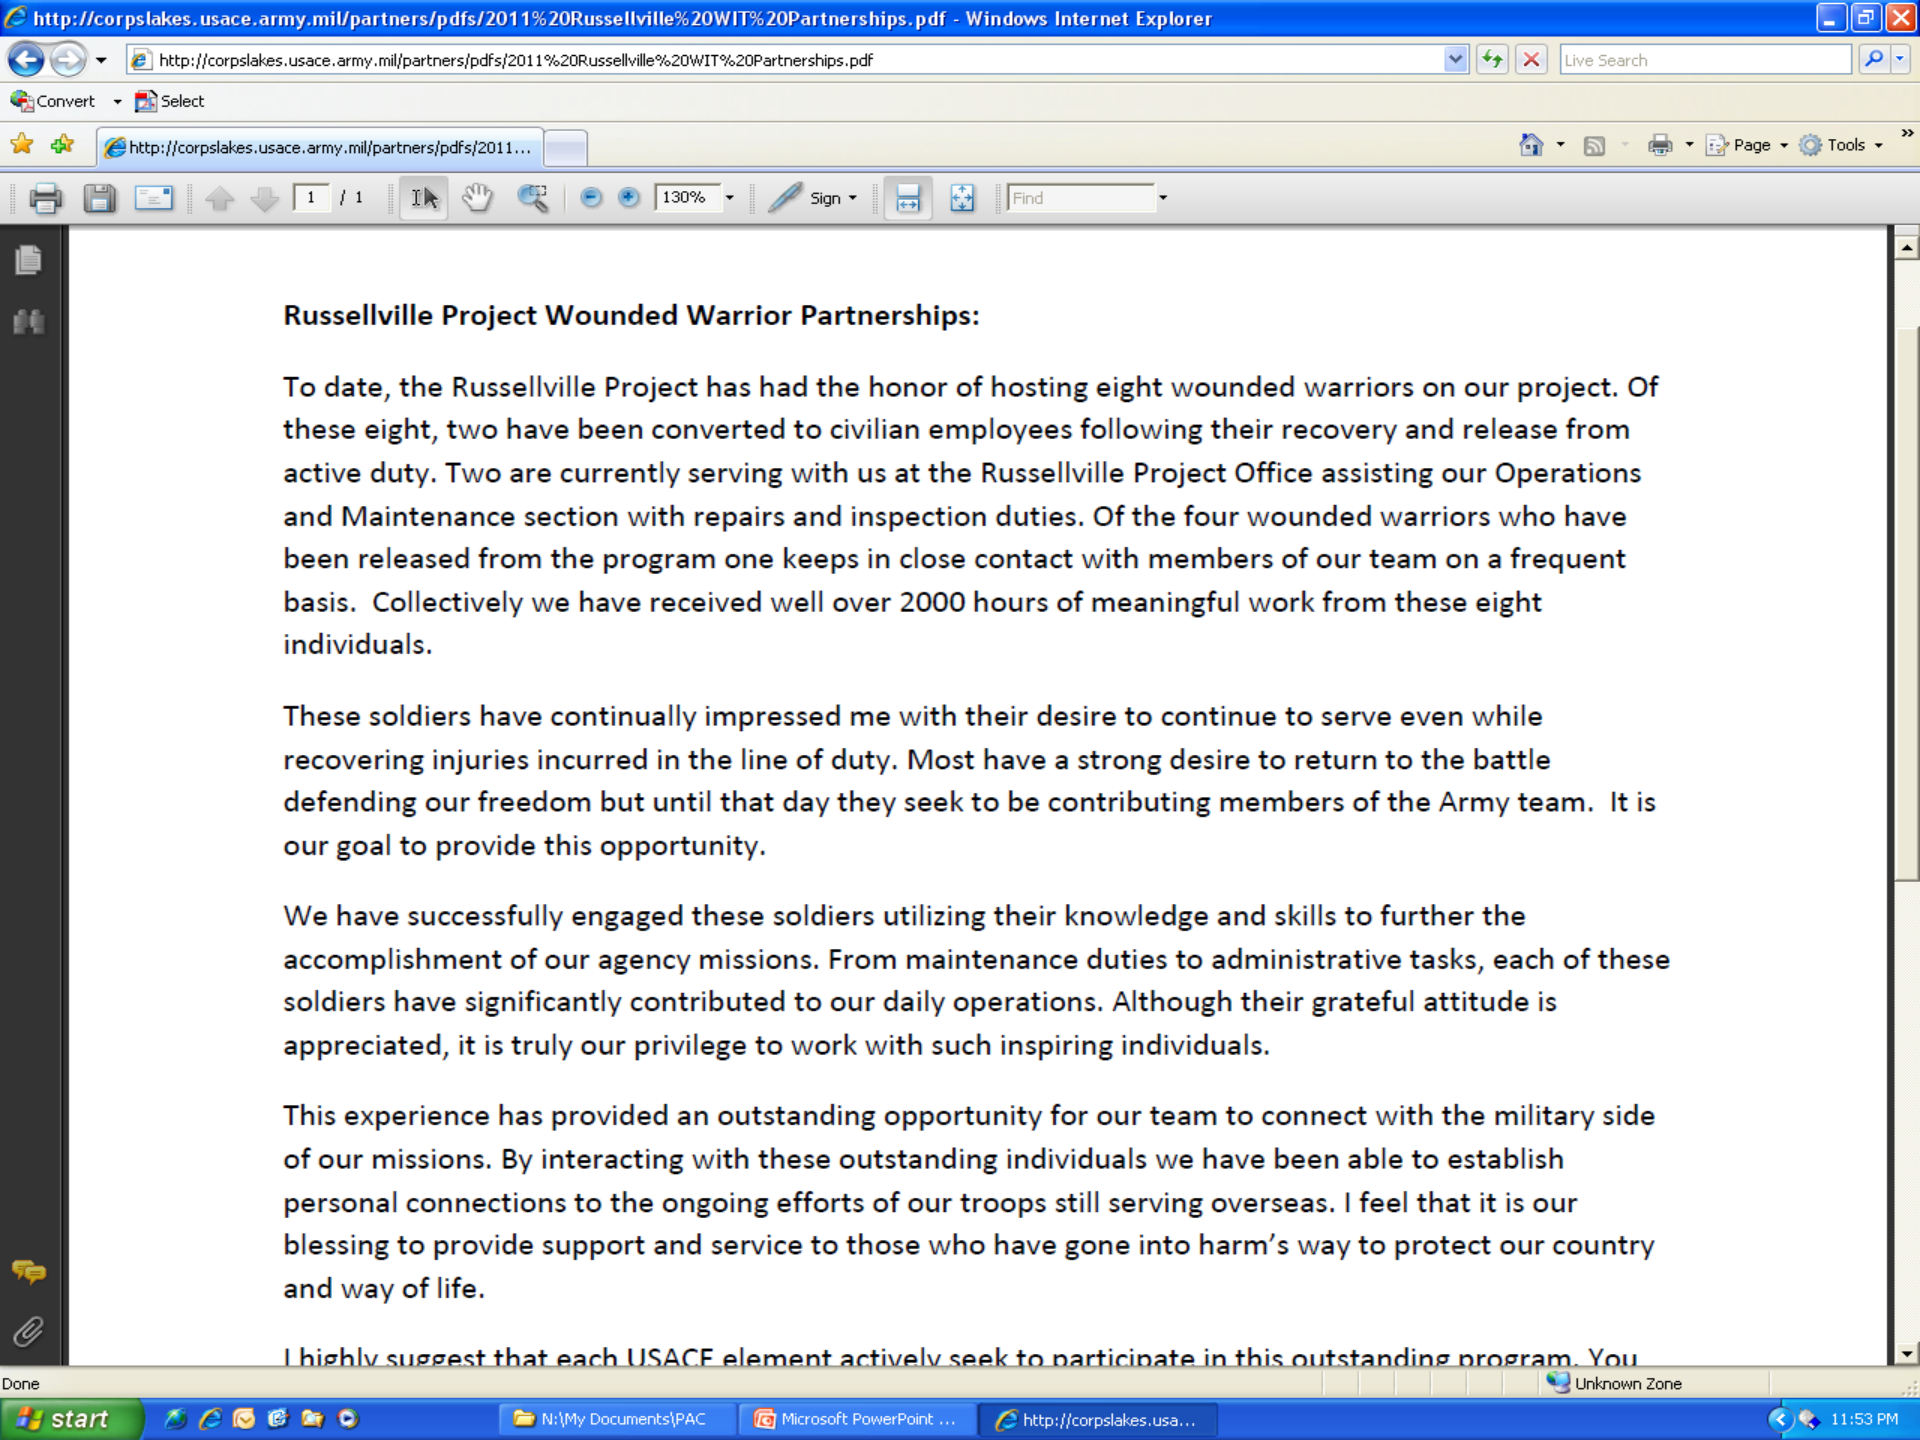 http://corpslakes.usace.army.mil/partners/pdfs/2011%20Russellville%20WIT%20Partnerships.pdf - Windows Internet Explorer
http://corpslakes.usace.army.mil/partners/pdfs/2011%20Russellville%20WIT%20Partnerships.pdf
Live Search
Convert Select
http://corpslakes.usace.army.mil/partners/pdfs/2011...
Page Tools
1 / 1 130% Sign Find
Russellville Project Wounded Warrior Partnerships:
To date, the Russellville Project has had the honor of hosting eight wounded warriors on our project. Of
these eight, two have been converted to civilian employees following their recovery and release from
active duty. Two are currently serving with us at the Russellville Project Office assisting our Operations
and Maintenance section with repairs and inspection duties. Of the four wounded warriors who have
been released from the program one keeps in close contact with members of our team on a frequent
basis.  Collectively we have received well over 2000 hours of meaningful work from these eight
individuals.
These soldiers have continually impressed me with their desire to continue to serve even while
recovering injuries incurred in the line of duty. Most have a strong desire to return to the battle
defending our freedom but until that day they seek to be contributing members of the Army team.  It is
our goal to provide this opportunity.
We have successfully engaged these soldiers utilizing their knowledge and skills to further the
accomplishment of our agency missions. From maintenance duties to administrative tasks, each of these
soldiers have significantly contributed to our daily operations. Although their grateful attitude is
appreciated, it is truly our privilege to work with such inspiring individuals.
This experience has provided an outstanding opportunity for our team to connect with the military side
of our missions. By interacting with these outstanding individuals we have been able to establish
personal connections to the ongoing efforts of our troops still serving overseas. I feel that it is our
blessing to provide support and service to those who have gone into harm’s way to protect our country
and way of life.
I highly suggest that each USACE element actively seek to participate in this outstanding program. You
Done
Unknown Zone
start
N:\My Documents\PAC
Microsoft PowerPoint ...
http://corpslakes.usa...
11:53 PM